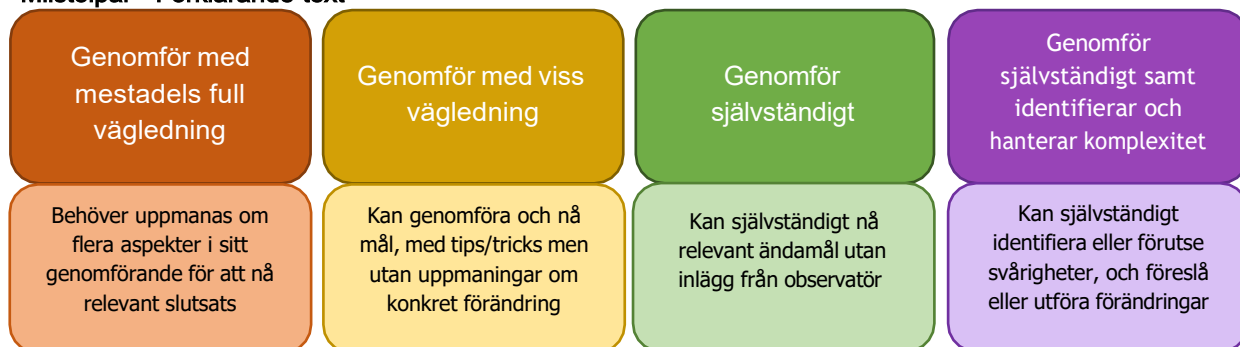 Genomför med
mestadels full
vägledning
Genomför med viss
vägledning
Genomför
självständigt
Genomför
självständigt samt
identifierar och
hanterar komplexitet
Behöver uppmanas om
flera aspekter i sitt
genomförande för att nå
relevant slutsats
Kan genomföra och nå
mål, med tips/tricks men
utan uppmaningar om
konkret förändring
Kan självständigt nå
relevant ändamål utan
inlägg från observatör
Kan självständigt
identifiera eller förutse
svårigheter, och föreslå
eller utföra förändringar